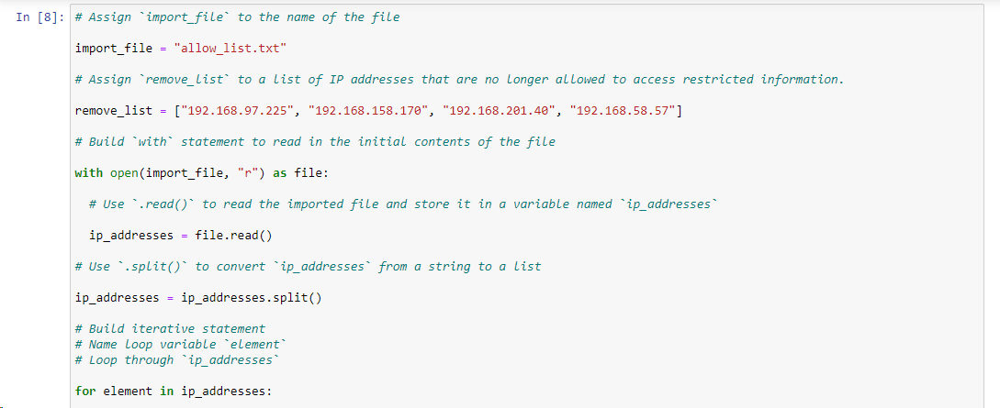 In [8]: # Assign `import_file` to the name of the file
import_file = "allow_list.txt"
# Assign `remove_list` to a list of IP addresses that are no longer allowed to access restricted information.
remove_list = ["192.168.97.225", "192.168.158.170", "192.168.201.40", "192.168.58.57"]
# Build `with` statement to read in the initial contents of the file
with open(import_file, "r") as file:
  # Use `.read()` to read the imported file and store it in a variable named `ip_addresses`
  ip_addresses = file.read()
# Use `.split()` to convert `ip_addresses` from a string to a list
ip_addresses = ip_addresses.split()
# Build iterative statement
# Name loop variable `element`
# Loop through `ip_addresses`
for element in ip_addresses: